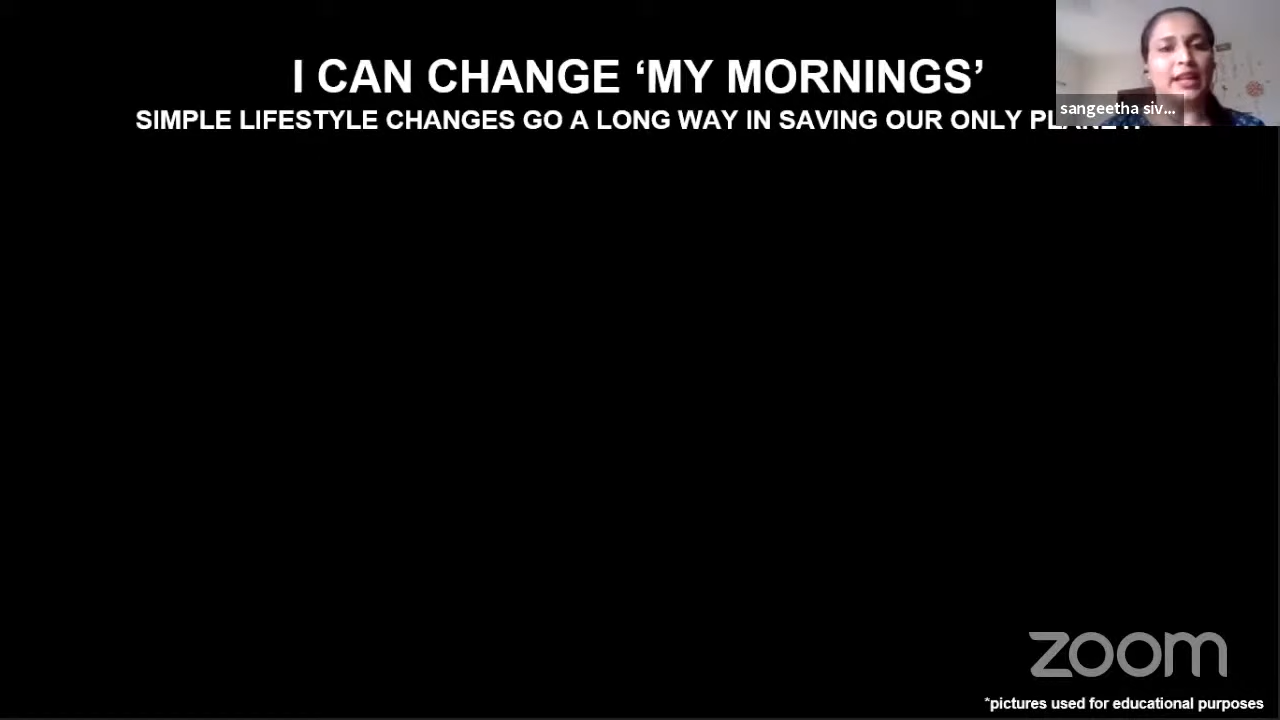 I CAN CHANGE ‘MY MORNINGS’
SIMPLE LIFESTYLE CHANGES GO A LONG WAY IN SAVING OUR ONLY
sangeetha siv...
zoom
*pictures used for educational purposes